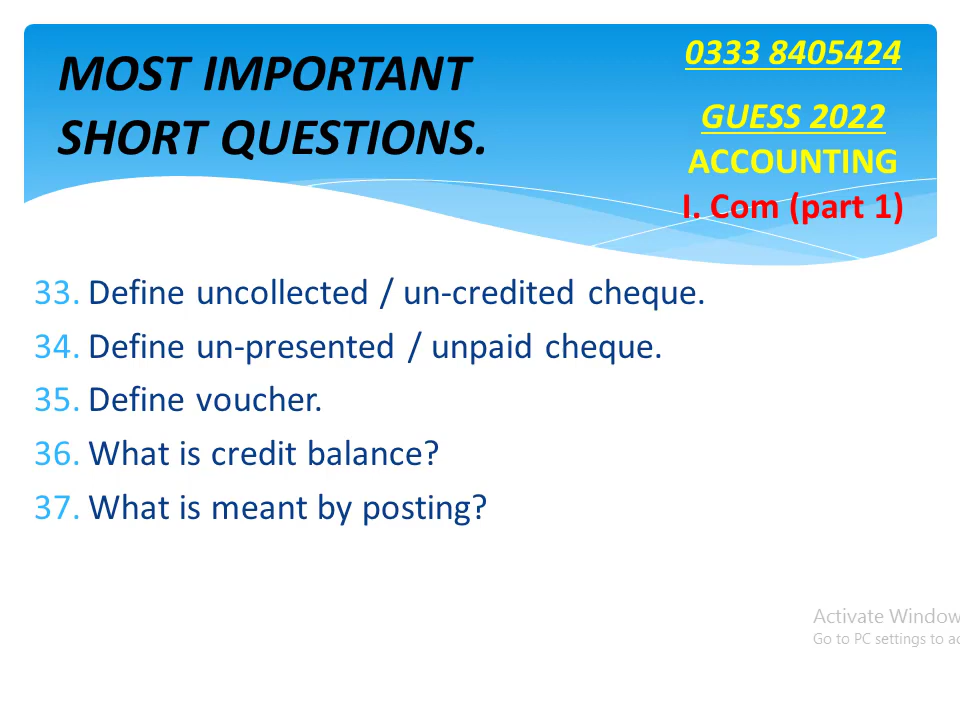 MOST IMPORTANT
SHORT QUESTIONS.
0333 8405424
GUESS 2022
ACCOUNTING
I. Com (part 1)
33. Define uncollected / un-credited cheque.
34. Define un-presented / unpaid cheque.
35. Define voucher.
36. What is credit balance?
37. What is meant by posting?
Activate Window
Go to PC settings to ac